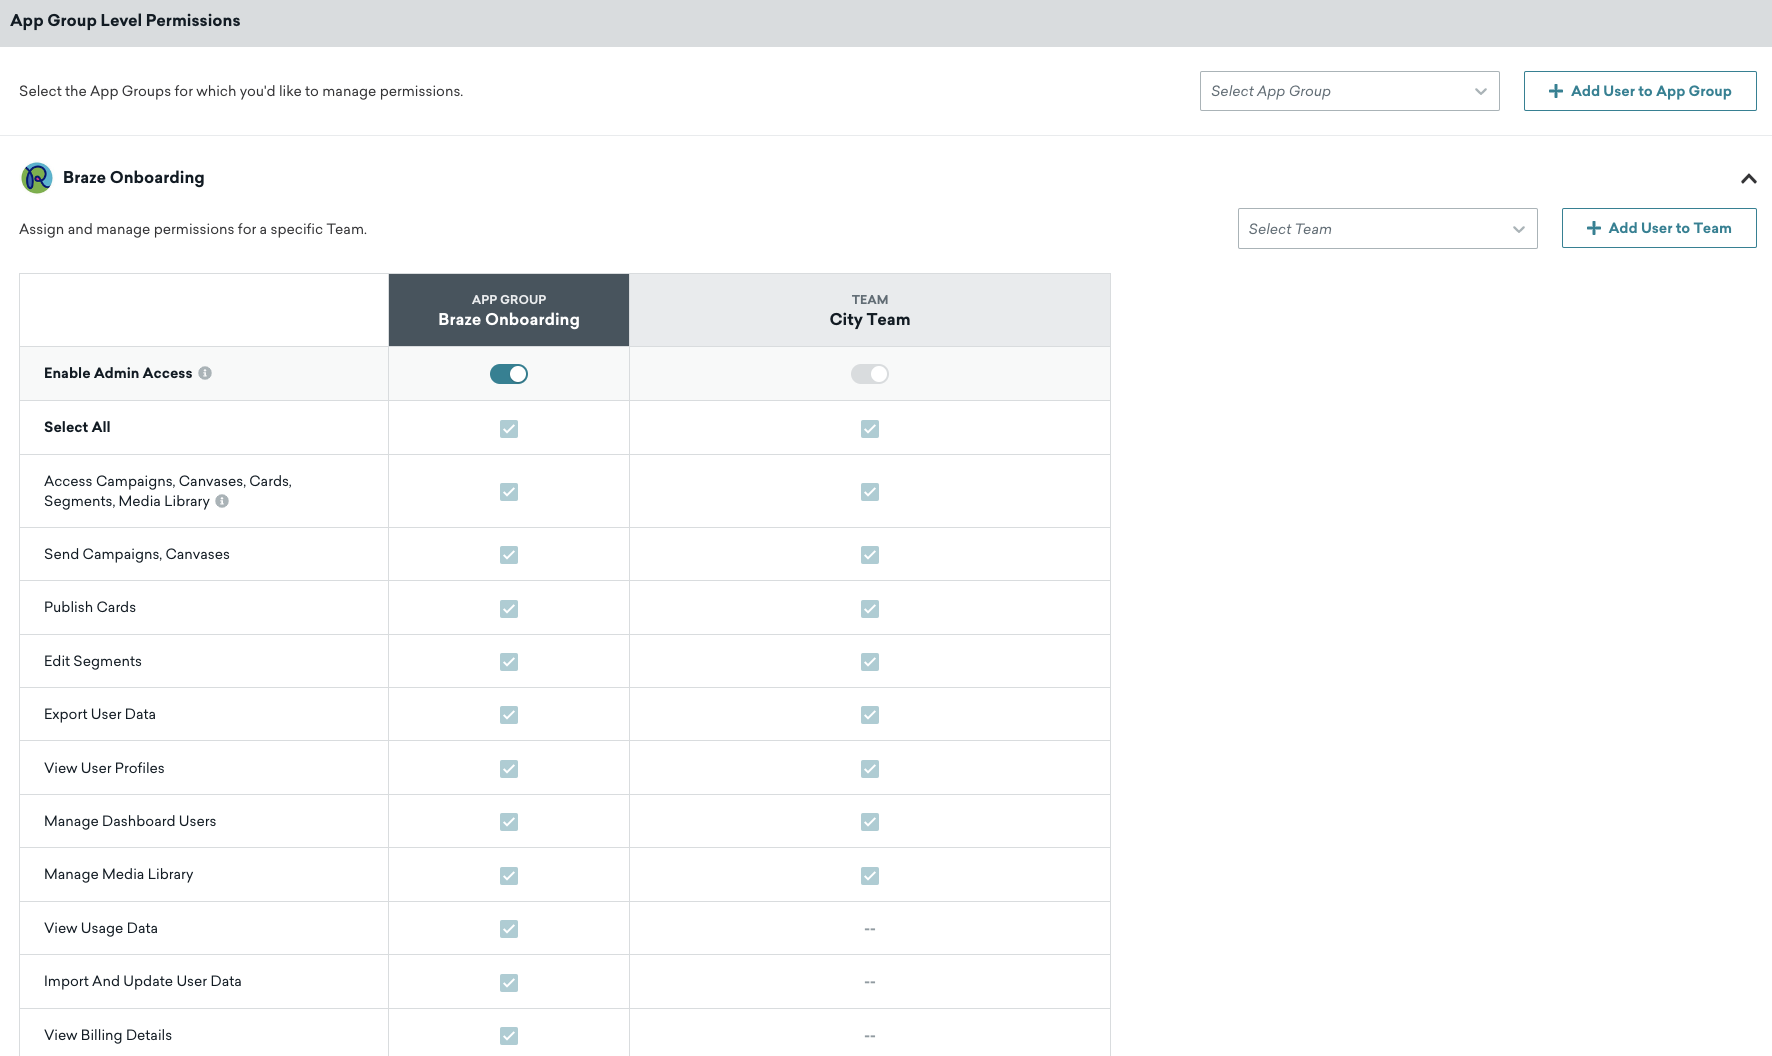 App Group Level Permissions
Select the App Groups for which you'd like to manage permissions.
Select App Group
Add User to App Group
Braze Onboarding
Assign and manage permissions for a specific Team.
Select Team
Add User to Team
APP GROUP
Braze Onboarding
TEAM
City Team
Enable Admin Access
Select All
Access Campaigns, Canvases, Cards,
Segments, Media Library
Send Campaigns, Canvases
Publish Cards
Edit Segments
Export User Data
View User Profiles
Manage Dashboard Users
Manage Media Library
View Usage Data
--
Import And Update User Data
--
View Billing Details
--